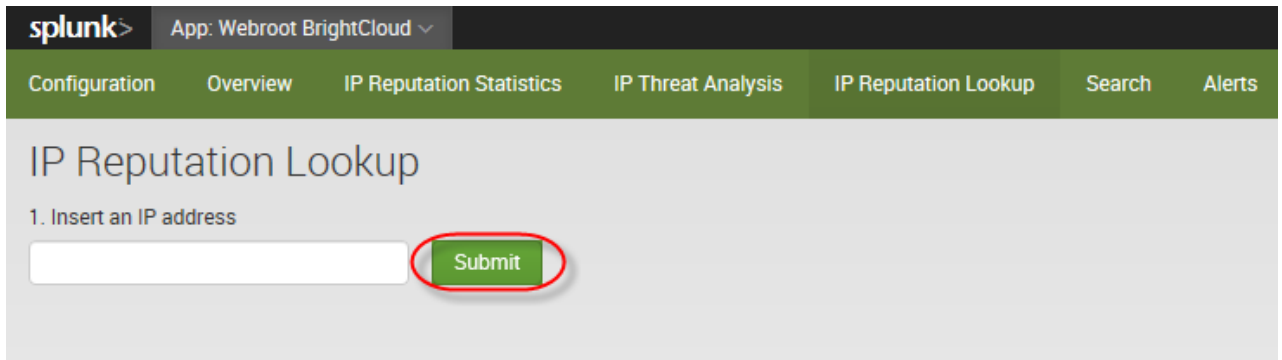 splunk> App: Webroot BrightCloud
Configuration Overview IP Reputation Statistics IP Threat Analysis IP Reputation Lookup Search Alerts
IP Reputation Lookup
1. Insert an IP address
Submit